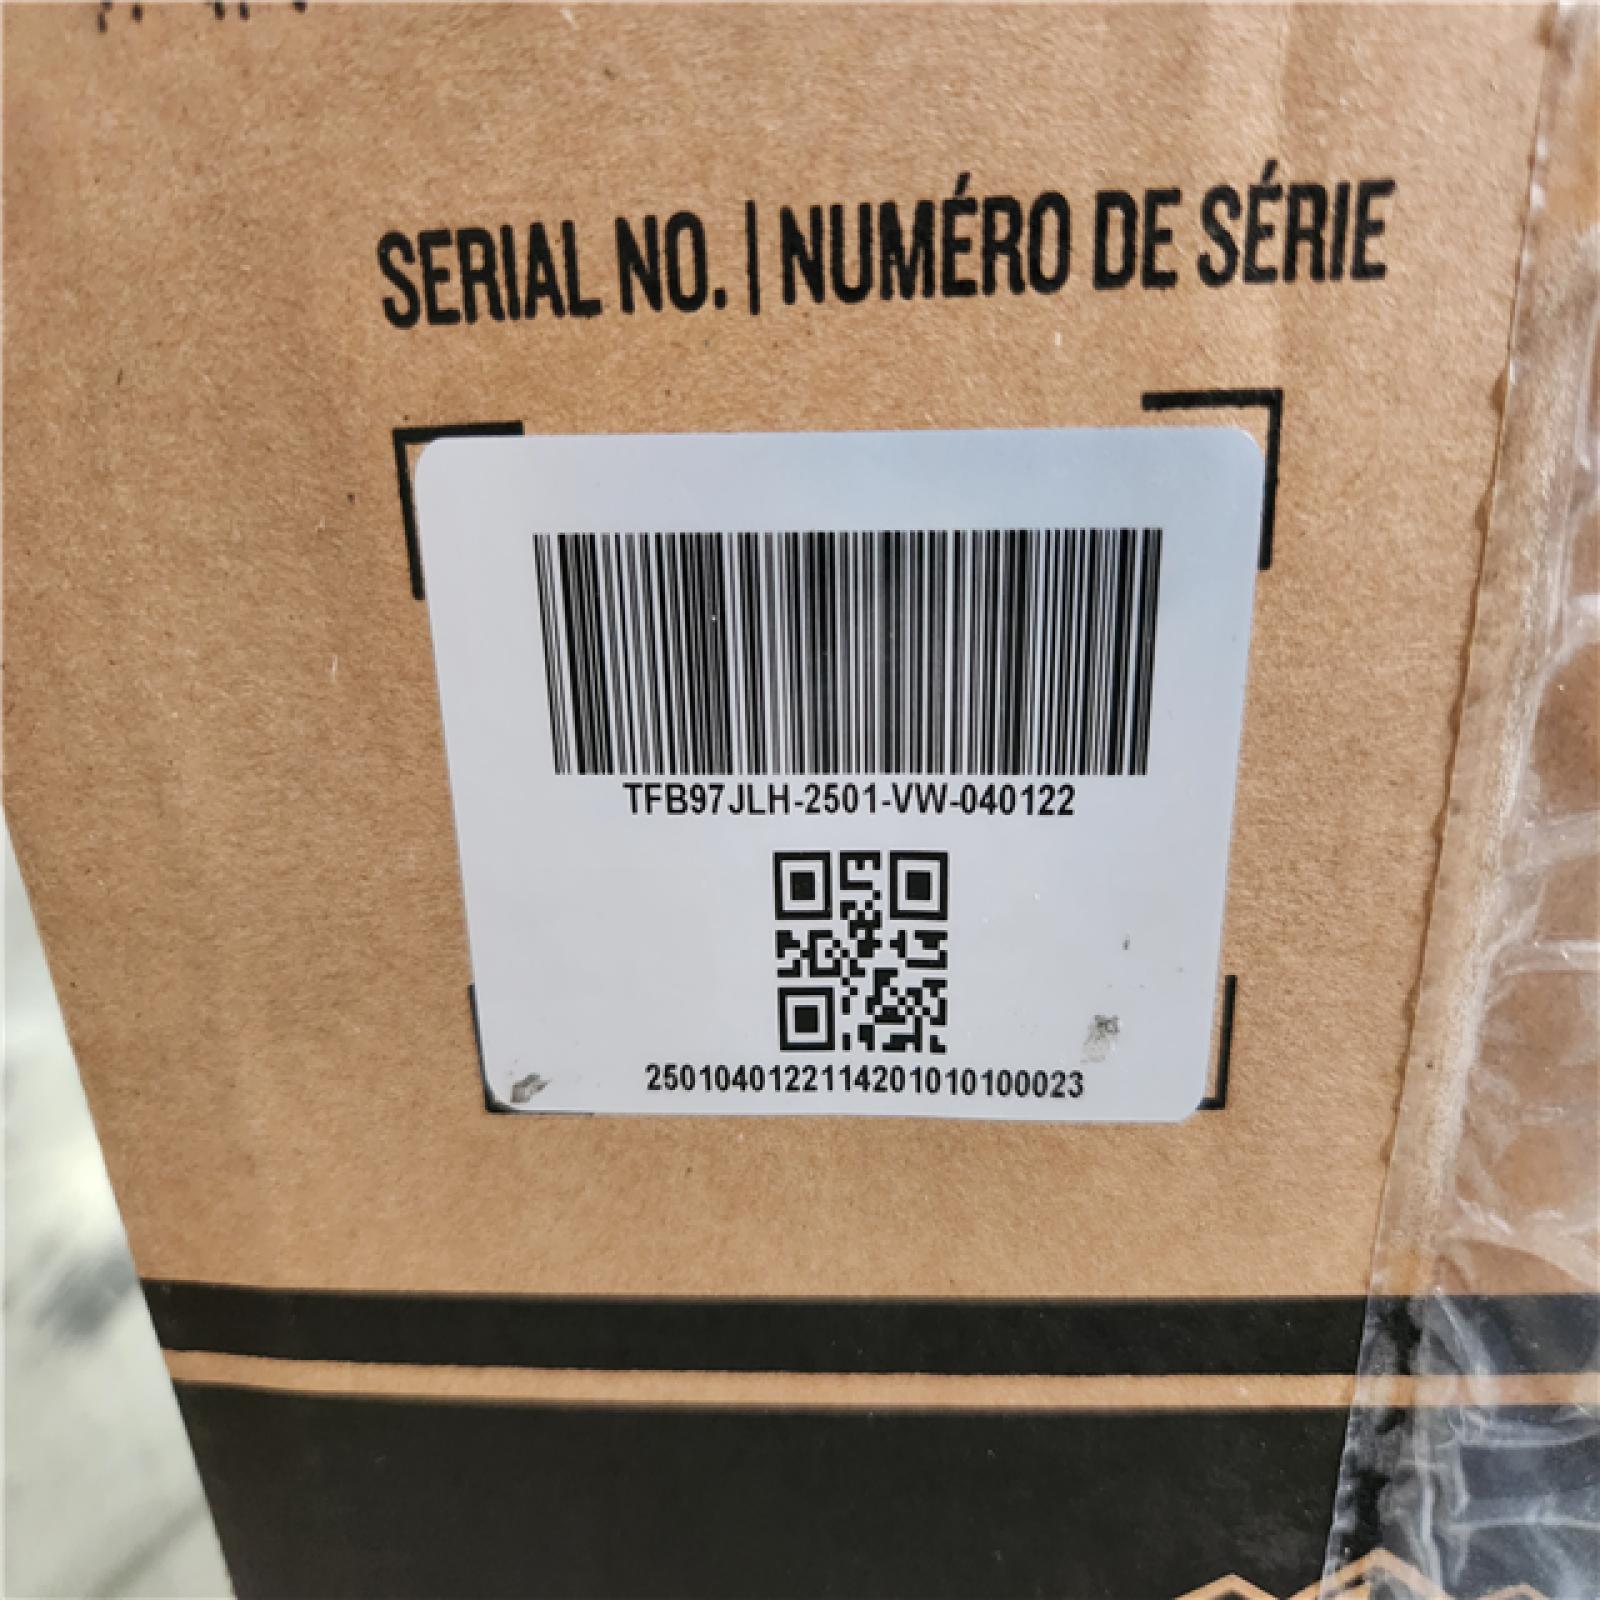 SERIAL NO. | NUMÉRO DE SÉRIE
TFB97JLH-2501-VW-040122
2501040122114201010100023